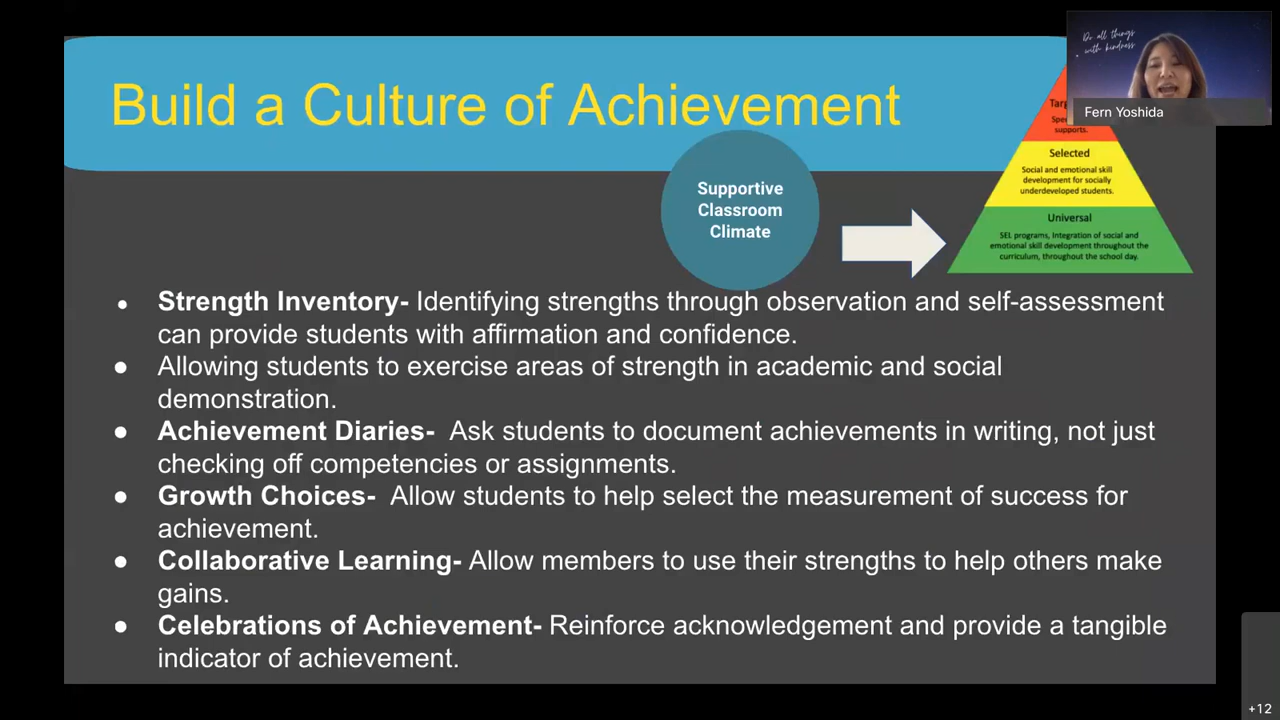 Build a Culture of Achievement
Do all things
with kindness
Fern Yoshida
supports.
Selected
Social and emotional skill
development for socially
underdeveloped students.
Universal
SEL programs, Integration of social and
emotional skill development throughout the
curriculum, throughout the school day.
Supportive
Classroom
Climate
● Strength Inventory- Identifying strengths through observation and self-assessment
can provide students with affirmation and confidence.
● Allowing students to exercise areas of strength in academic and social
demonstration.
● Achievement Diaries- Ask students to document achievements in writing, not just
checking off competencies or assignments.
● Growth Choices- Allow students to help select the measurement of success for
achievement.
● Collaborative Learning- Allow members to use their strengths to help others make
gains.
● Celebrations of Achievement- Reinforce acknowledgement and provide a tangible
indicator of achievement.
+12